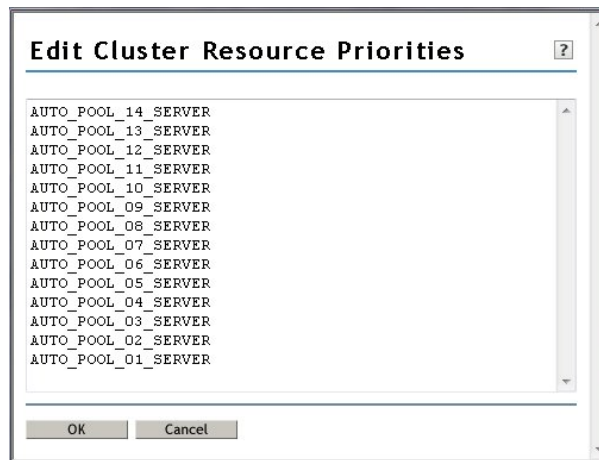 Edit Cluster Resource Priorities
?
AUTO_POOL_14_SERVER
AUTO_POOL_13_SERVER
AUTO_POOL_12_SERVER
AUTO_POOL_11_SERVER
AUTO_POOL_10_SERVER
AUTO_POOL_09_SERVER
AUTO_POOL_08_SERVER
AUTO_POOL_07_SERVER
AUTO_POOL_06_SERVER
AUTO_POOL_05_SERVER
AUTO_POOL_04_SERVER
AUTO_POOL_03_SERVER
AUTO_POOL_02_SERVER
AUTO_POOL_01_SERVER
OK Cancel